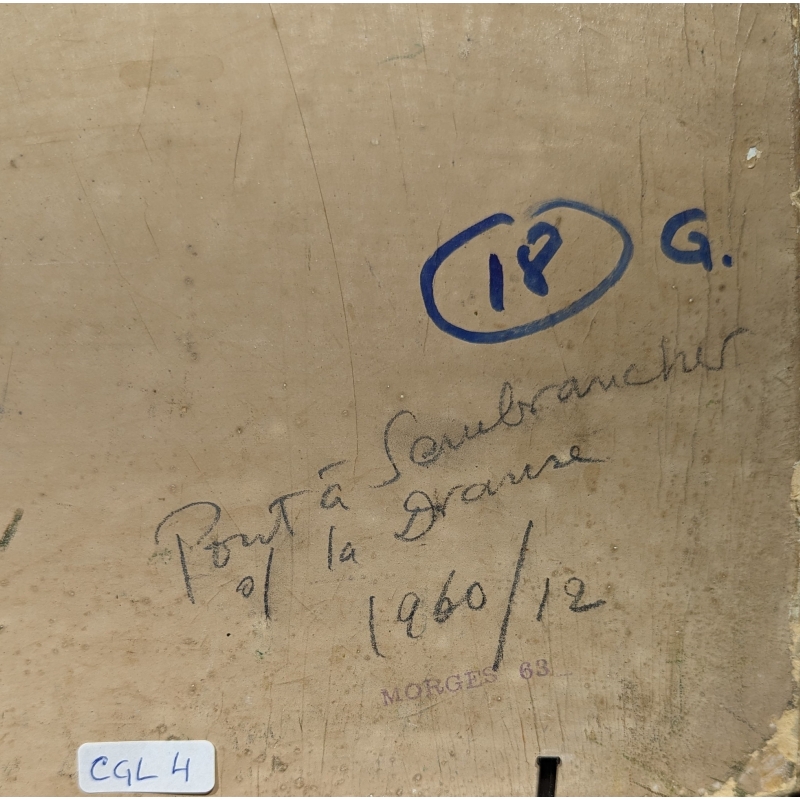 18 G.
Pont à Sembrancher
s/ la Dranse
1960/12
MORGES 63
CGL 4